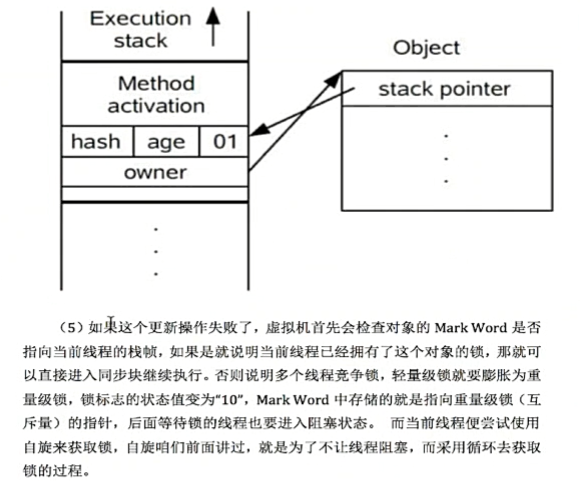 Execution
stack
Method
activation
hash age 01
owner
Object
stack pointer
（5）如果这个更新操作失败了，虚拟机首先会检查对象的 Mark Word 是否
指向当前线程的栈帧，如果是就说明当前线程已经拥有了这个对象的锁，那就可
以直接进入同步块继续执行。否则说明多个线程竞争锁，轻量级锁就要膨胀为重
量级锁，锁标志的状态值变为“10”，Mark Word 中存储的就是指向重量级锁（互
斥量）的指针，后面等待锁的线程也要进入阻塞状态。 而当前线程便尝试使用
自旋来获取锁，自旋咱们前面讲过，就是为了不让线程阻塞，而采用循环去获取
锁的过程。